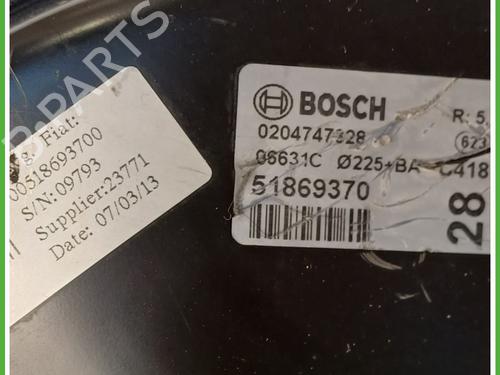 PARTS
Fiat:
00518693700
S/N: 09793
Supplier:23771
Date: 07/03/13
BOSCH
R: 5,
0204747328
623
06631C Ø225+BA C418
51869370
28